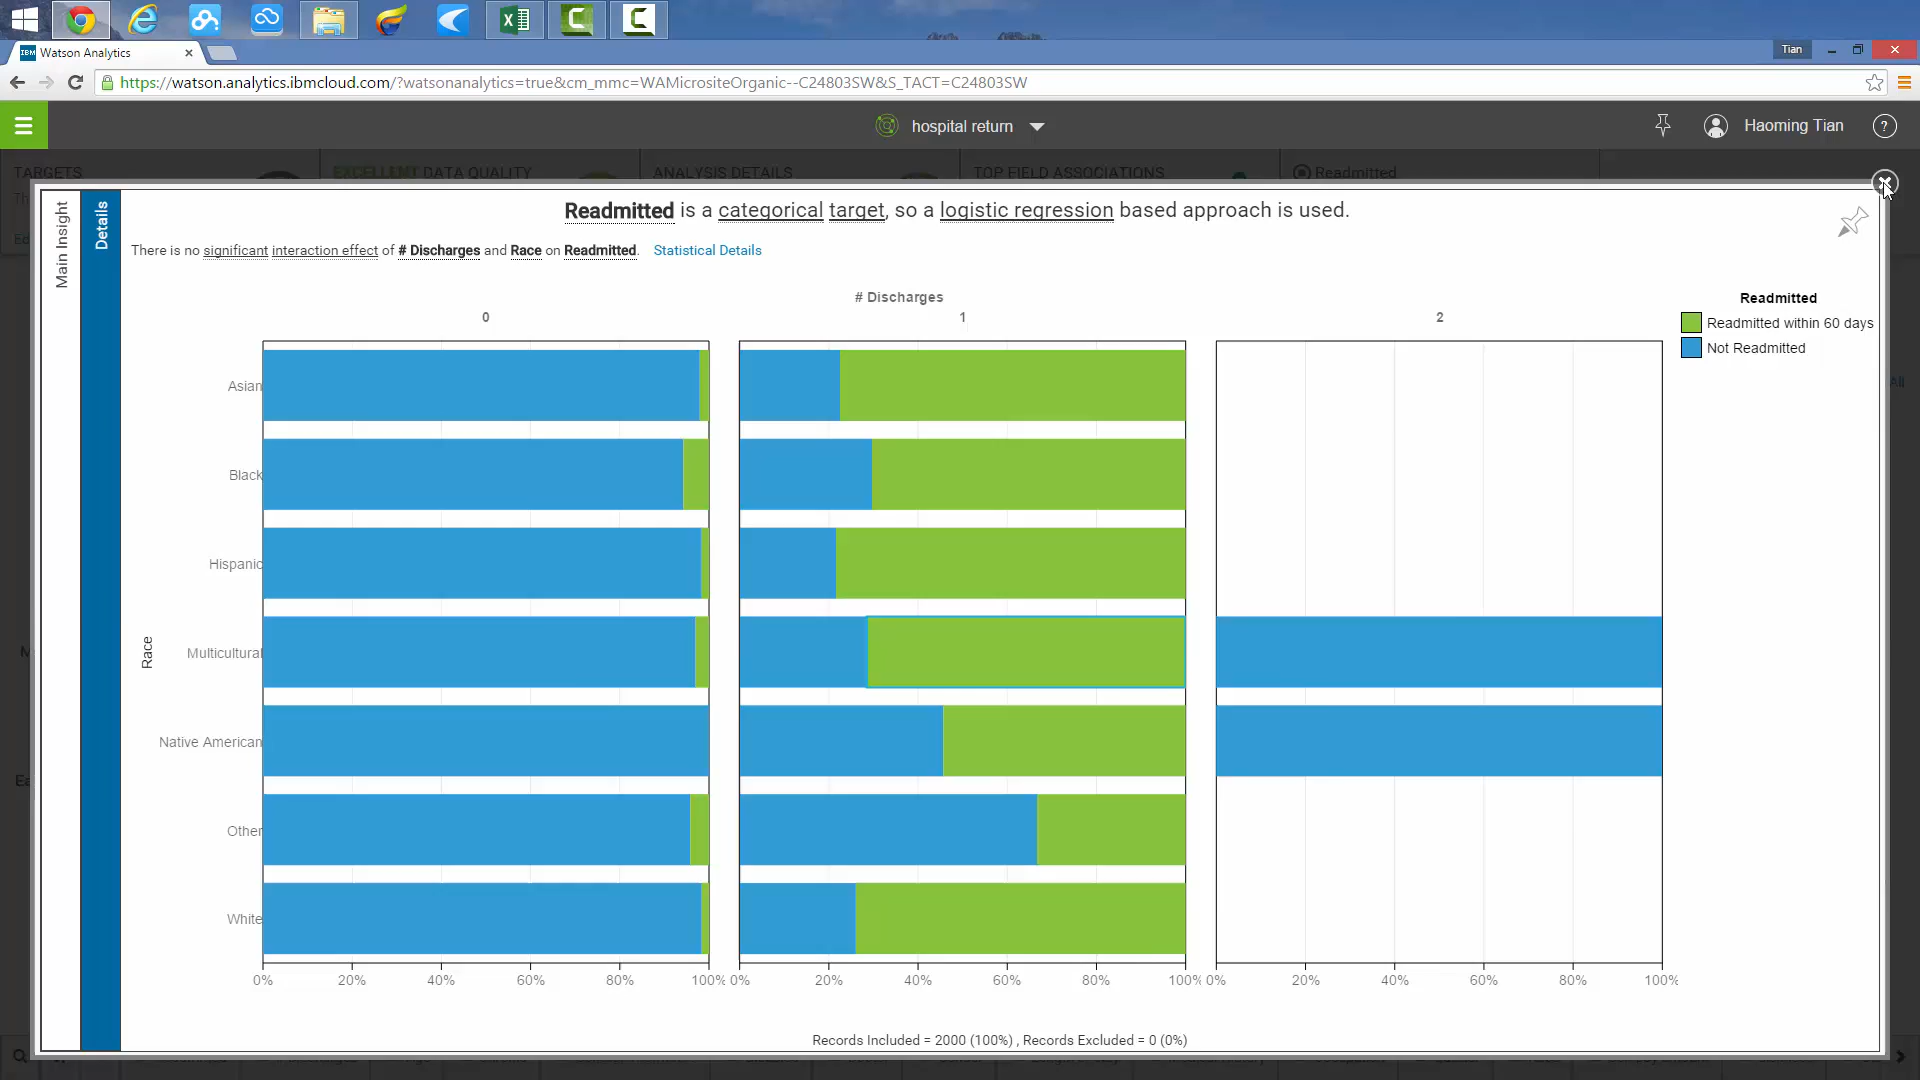 Watson Analytics
Tian
https://watson.analytics.ibmcloud.com/?watsonanalytics=true&cm_mmc=WAMicrositeOrganic--C24803SW&S_TACT=C24803SW
hospital return
Haoming Tian
TARGETS
EXCELLENT DATA QUALITY
ANALYSIS DETAILS
TOP FIELD ASSOCIATIONS
Readmitted
Main Insight
Details
Readmitted is a categorical target, so a logistic regression based approach is used.
There is no significant interaction effect of # Discharges and Race on Readmitted. Statistical Details
# Discharges
0 1 2
Readmitted
Readmitted within 60 days
Not Readmitted
Race
Asian
Black
Hispanic
Multicultural
Native American
Other
White
0% 20% 40% 60% 80% 100% 0% 20% 40% 60% 80% 100% 0% 20% 40% 60% 80% 100%
Records Included = 2000 (100%) , Records Excluded = 0 (0%)